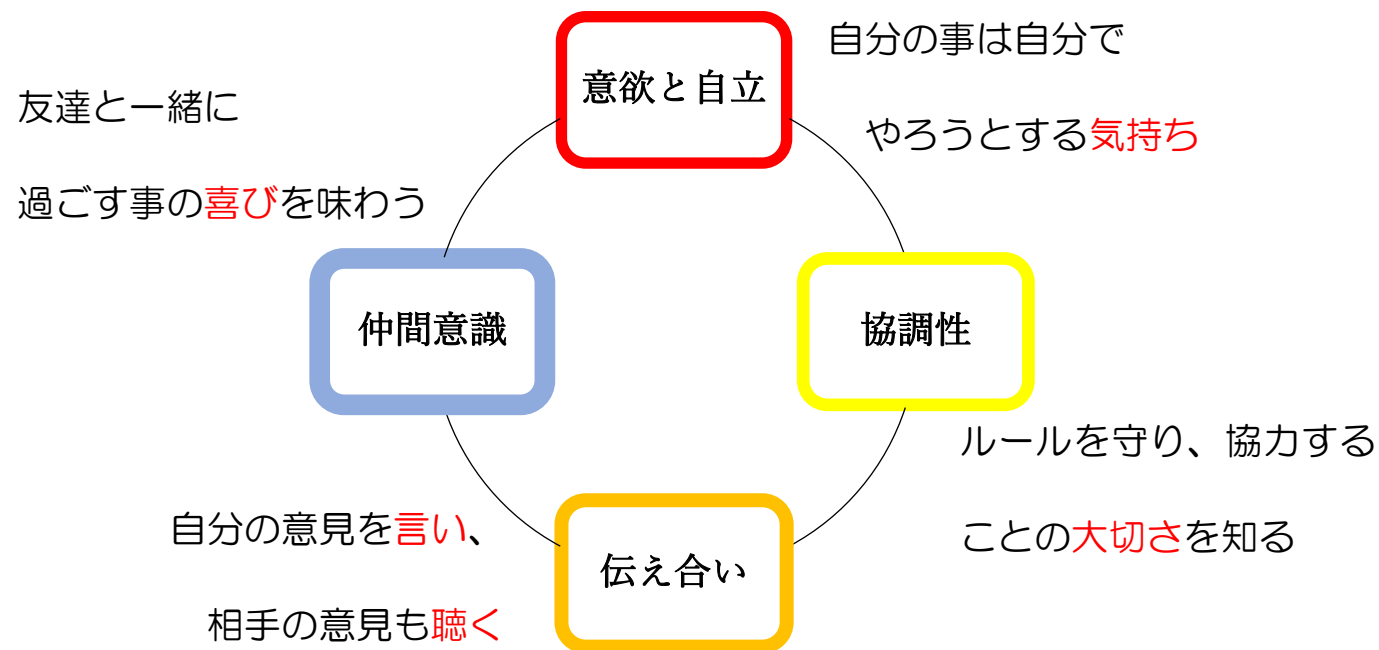 意欲と自立
自分の事は自分で
やろうとする気持ち
友達と一緒に
過ごす事の喜びを味わう
仲間意識
協調性
ルールを守り、協力する
ことの大切さを知る
自分の意見を言い、
相手の意見も聴く
伝え合い